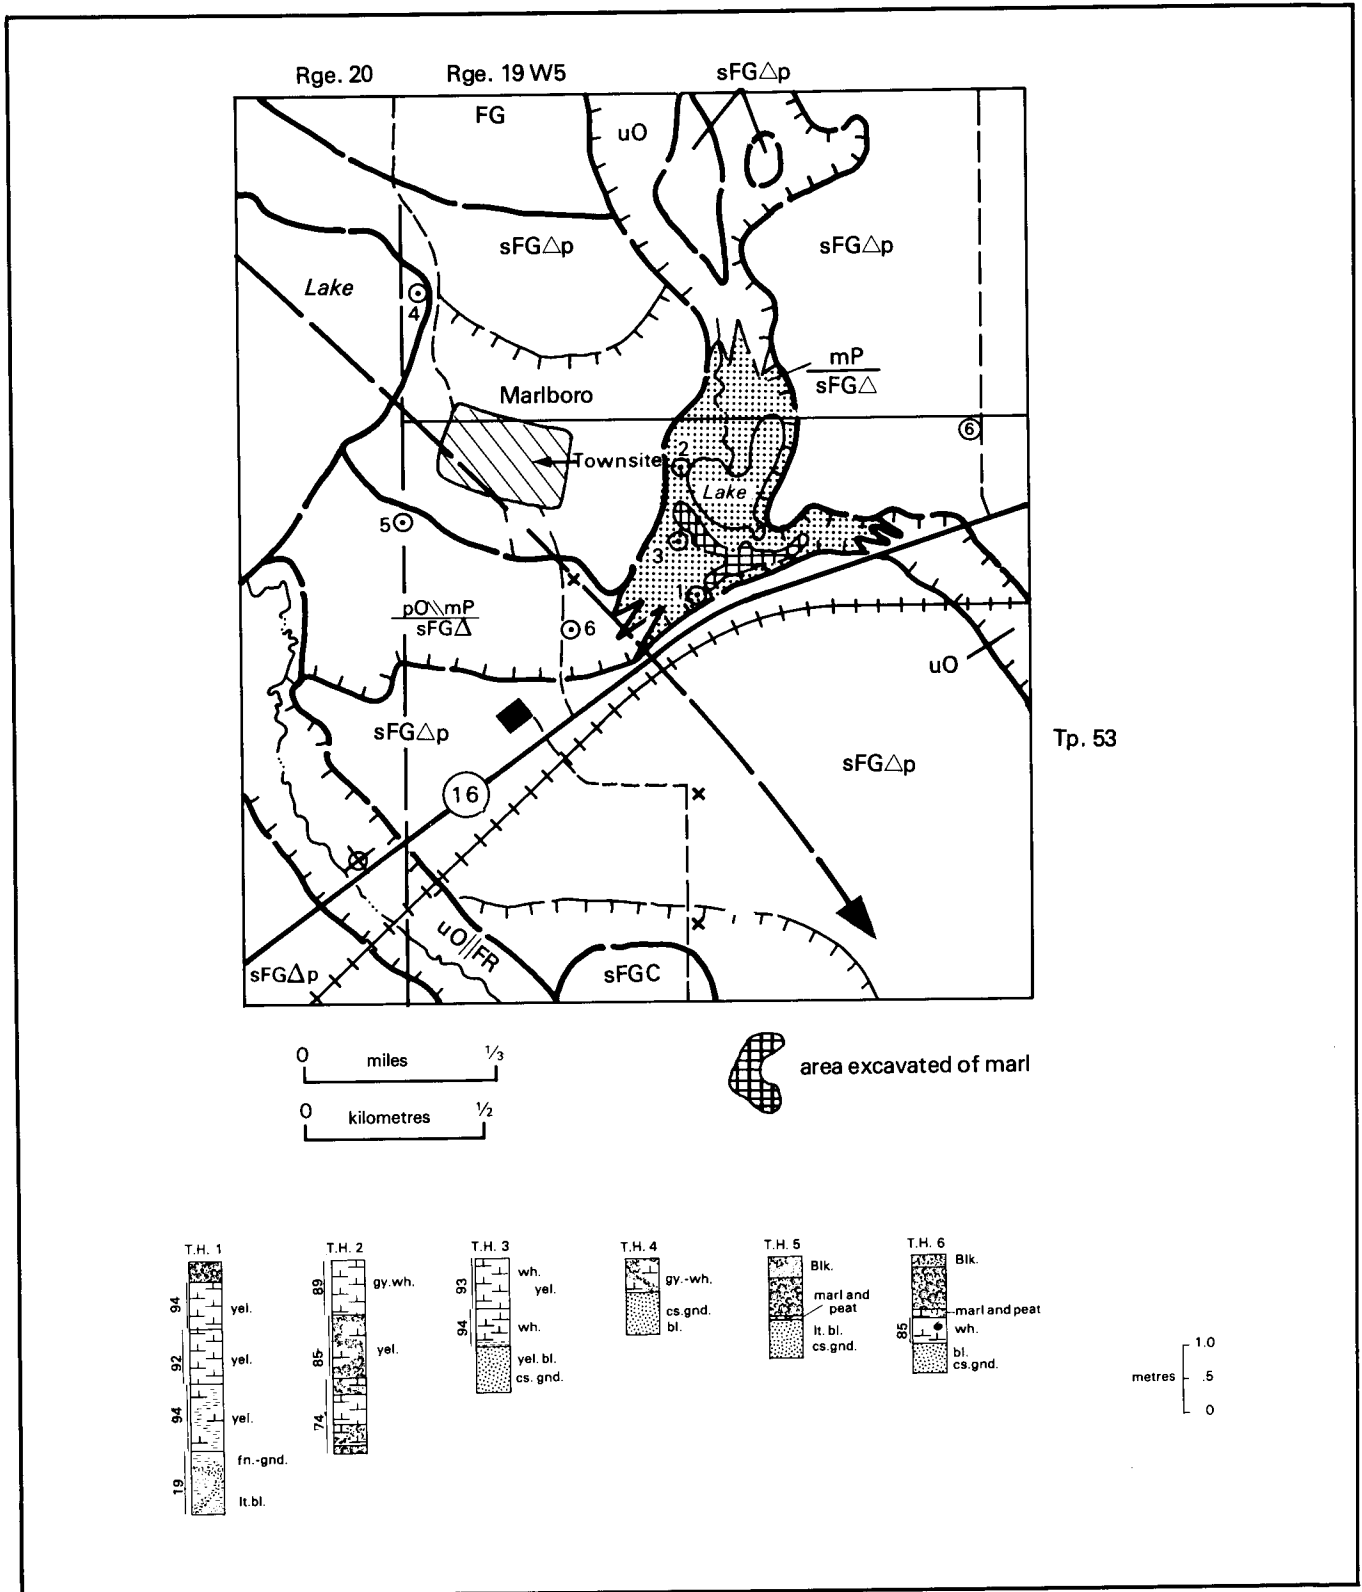 Rge. 20
Rge. 19 W5
sFG△p
FG
uO
sFG△p
sFG△p
Lake
4
mP
sFG△
Marlboro
6
2
Townsite
Lake
5
3
1
pO\\mP
sFG△
6
uO
sFG△p
sFG△p
Tp. 53
16
uO//FR
sFG△p
sFGC
0 miles 1/3
0 kilometres 1/2
area excavated of marl
T.H. 1
94 yel.
92 yel.
94 yel.
fn.-gnd.
19
lt.bl.
T.H. 2
89 gy.wh.
85 yel.
74
T.H. 3
93 wh.
yel.
94 wh.
yel. bl.
cs. gnd.
T.H. 4
gy.-wh.
cs.gnd.
bl.
T.H. 5
Blk.
marl and
peat
lt. bl.
cs.gnd.
T.H. 6
Blk.
marl and peat
85 wh.
bl.
cs.gnd.
metres
1.0
.5
0